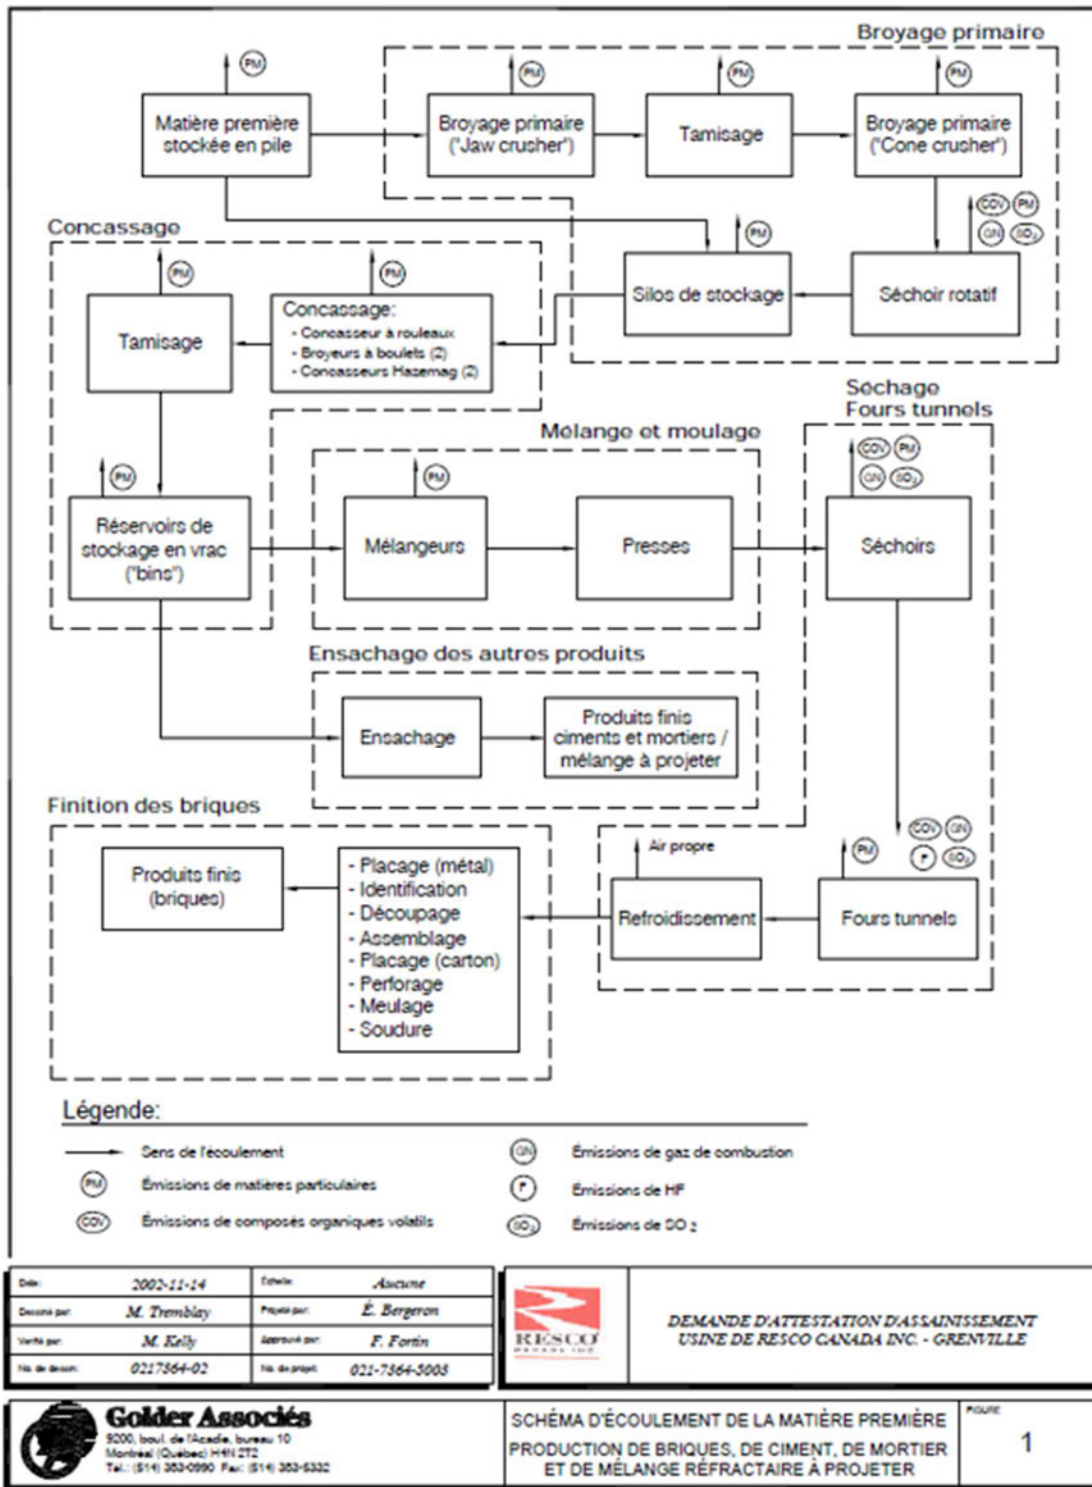 Broyage primaire
PM
PM
PM
PM
Matière première
stockée en pile
Broyage primaire
("Jaw crusher")
Tamisage
Broyage primaire
("Cone crusher")
COV
PM
GN
SO2
PM
Concassage
PM
PM
Silos de stockage
Séchoir rotatif
Tamisage
Concassage:
- Concasseur à rouleaux
- Broyeurs à boulets (2)
- Concasseurs Hazemag (2)
Séchage
Fours tunnels
Mélange et moulage
COV
PM
GN
SO2
PM
PM
Réservoirs de
stockage en vrac
("bins")
Mélangeurs
Presses
Séchoirs
Ensachage des autres produits
Ensachage
Produits finis
ciments et mortiers /
mélange à projeter
Finition des briques
COV
GN
F
SO2
PM
Air propre
Produits finis
(briques)
- Placage (métal)
- Identification
- Découpage
- Assemblage
- Placage (carton)
- Perforage
- Meulage
- Soudure
Refroidissement
Fours tunnels
Légende:
Sens de l'écoulement
PM Émissions de matières particulaires
COV Émissions de composés organiques volatils
GN Émissions de gaz de combustion
F Émissions de HF
SO2 Émissions de SO2
Date: 2002-11-14
Échelle: Aucune
Dessiné par: M. Tremblay
Projeté par: É. Bergeron
Vérifié par: M. Kelly
Approuvé par: F. Fortin
No. de dessin: 0217364-02
No. de projet: 021-7364-5003
RESCO
CANADA INC.
DEMANDE D'ATTESTATION D'ASSAINISSEMENT
USINE DE RESCO CANADA INC. - GRENVILLE
Golder Associés
9200, boul. de l'Acadie, bureau 10
Montréal (Québec) H4N 2T2
Tél.: (514) 383-0990 Fax: (514) 383-5332
SCHÉMA D'ÉCOULEMENT DE LA MATIÈRE PREMIÈRE
PRODUCTION DE BRIQUES, DE CIMENT, DE MORTIER
ET DE MÉLANGE RÉFRACTAIRE À PROJETER
FIGURE
1